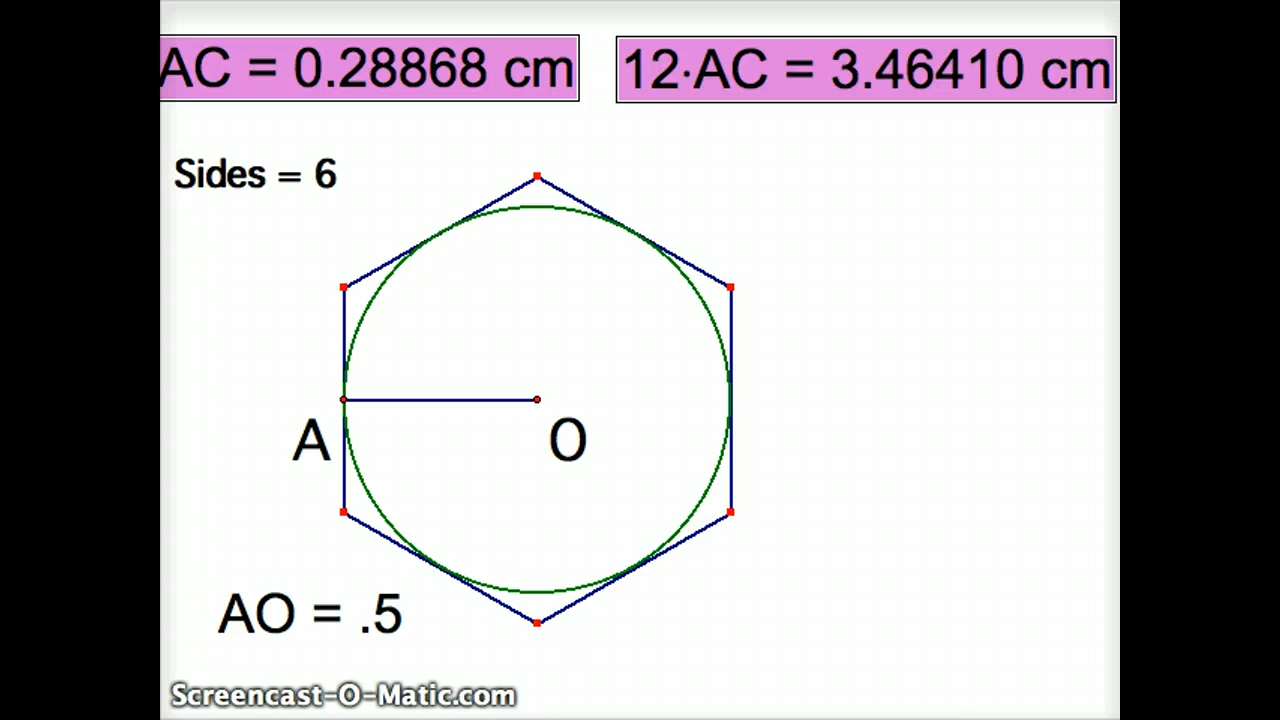 AC = 0.28868 cm
12·AC = 3.46410 cm
Sides = 6
A
O
AO = .5
Screencast-O-Matic.com